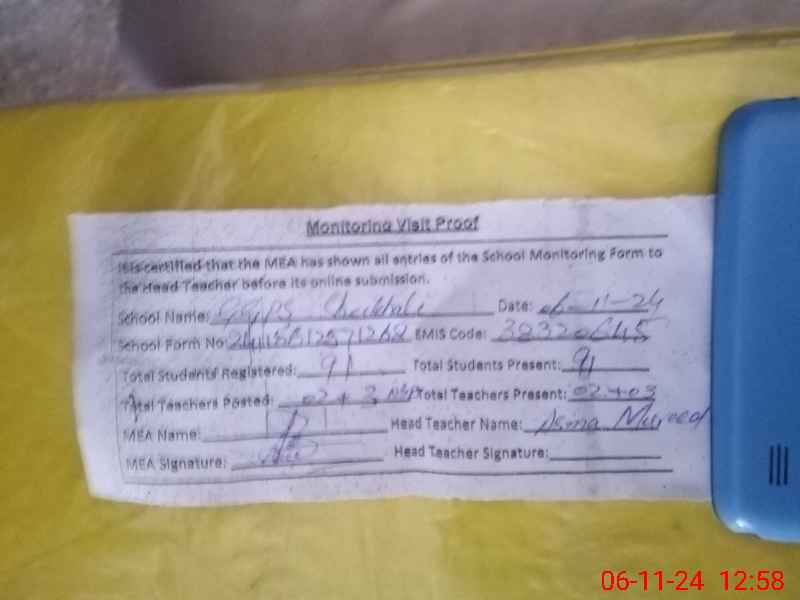 Monitoring Visit Proof
It is certified that the MEA has shown all entries of the School Monitoring Form to
the Head Teacher before its online submission.
School Name: GGPS Date: 06-11-24
School Form No: EMIS Code: 38320645
Total Students Registered: 91 Total Students Present: 91
Total Teachers Posted: 02+3 Total Teachers Present: 02+03
MEA Name: Head Teacher Name: Asma
MEA Signature: Head Teacher Signature:
06-11-24 12:58